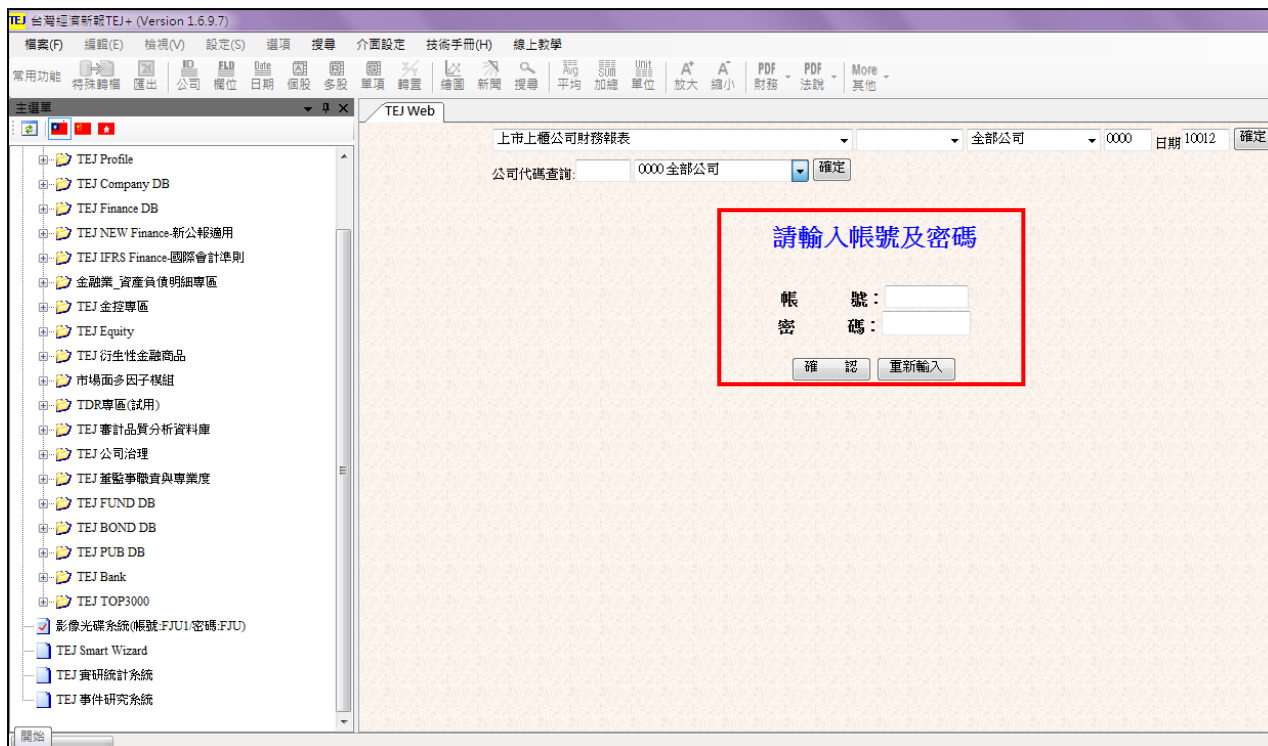 TEJ 台灣經濟新報TEJ+ (Version 1.6.9.7)
檔案(F) 編輯(E) 檢視(V) 設定(S) 選項 搜尋 介面設定 技術手冊(H) 線上教學
常用功能 特殊轉檔 匯出 ID 公司 FLD 欄位 Date 日期 個股 多股 單項 轉置 繪圖 新聞 搜尋 Avg 平均 Sum 加總 Unit 單位 A+ 放大 A- 縮小 PDF 財務 PDF 法說 More 其他
主選單
TEJ Web
上市上櫃公司財務報表 全部公司 0000 日期 10012 確定
公司代碼查詢: 0000 全部公司 確定
TEJ Profile
TEJ Company DB
TEJ Finance DB
TEJ NEW Finance-新公報適用
TEJ IFRS Finance-國際會計準則
金融業_資產負債明細專區
TEJ 金控專區
TEJ Equity
TEJ 衍生性金融商品
市場面多因子模組
TDR專區(試用)
TEJ 審計品質分析資料庫
TEJ 公司治理
TEJ 董監事職責與專業度
TEJ FUND DB
TEJ BOND DB
TEJ PUB DB
TEJ Bank
TEJ TOP3000
影像光碟系統(帳號:FJU1/密碼:FJU)
TEJ Smart Wizard
TEJ 實研統計系統
TEJ 事件研究系統
開始
請輸入帳號及密碼
帳 號：
密 碼：
確 認 重新輸入